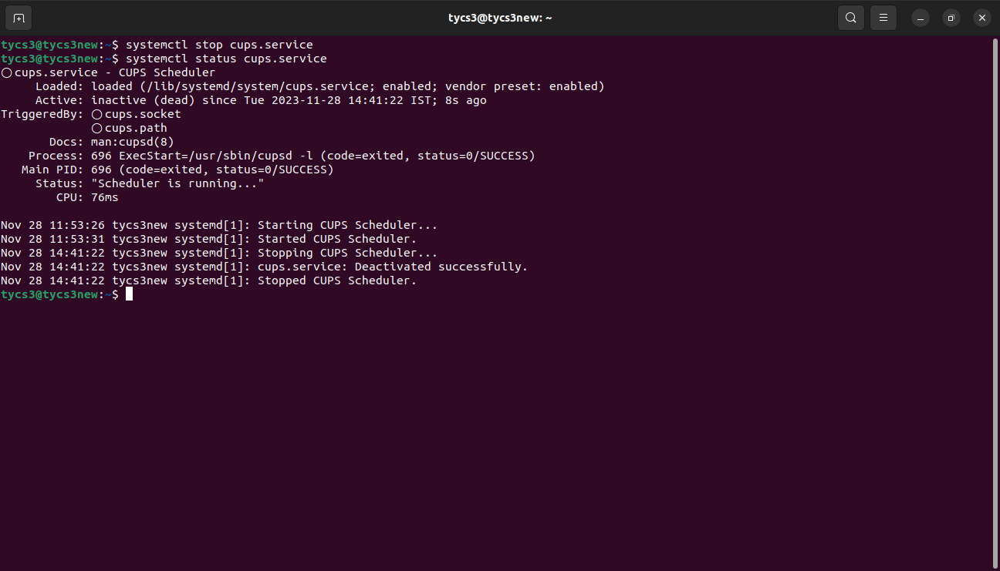 tycs3@tycs3new: ~
tycs3@tycs3new:~$ systemctl stop cups.service
tycs3@tycs3new:~$ systemctl status cups.service
○ cups.service - CUPS Scheduler
     Loaded: loaded (/lib/systemd/system/cups.service; enabled; vendor preset: enabled)
     Active: inactive (dead) since Tue 2023-11-28 14:41:22 IST; 8s ago
TriggeredBy: ○ cups.socket
             ○ cups.path
       Docs: man:cupsd(8)
    Process: 696 ExecStart=/usr/sbin/cupsd -l (code=exited, status=0/SUCCESS)
   Main PID: 696 (code=exited, status=0/SUCCESS)
     Status: "Scheduler is running..."
        CPU: 76ms

Nov 28 11:53:26 tycs3new systemd[1]: Starting CUPS Scheduler...
Nov 28 11:53:31 tycs3new systemd[1]: Started CUPS Scheduler.
Nov 28 14:41:22 tycs3new systemd[1]: Stopping CUPS Scheduler...
Nov 28 14:41:22 tycs3new systemd[1]: cups.service: Deactivated successfully.
Nov 28 14:41:22 tycs3new systemd[1]: Stopped CUPS Scheduler.
tycs3@tycs3new:~$